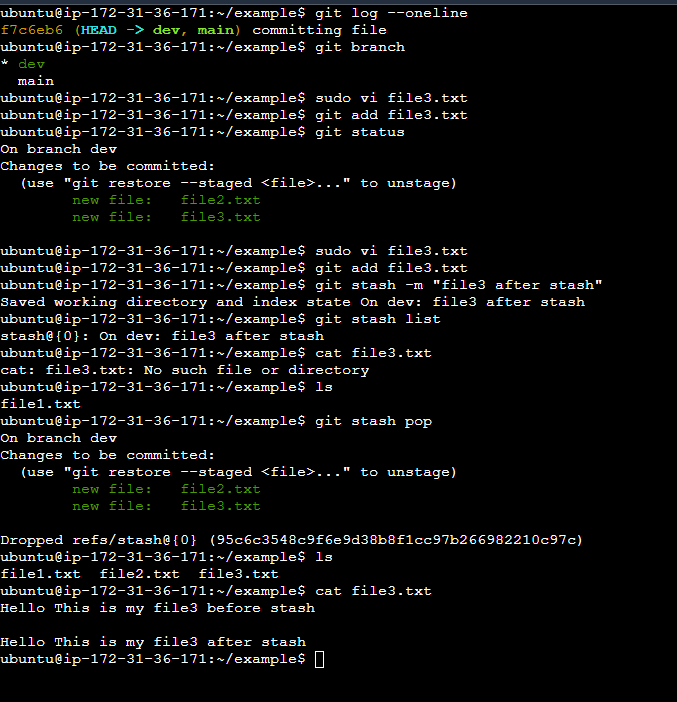 ubuntu@ip-172-31-36-171:~/example$ git log --oneline
f7c6eb6 (HEAD -> dev, main) committing file
ubuntu@ip-172-31-36-171:~/example$ git branch
* dev
  main
ubuntu@ip-172-31-36-171:~/example$ sudo vi file3.txt
ubuntu@ip-172-31-36-171:~/example$ git add file3.txt
ubuntu@ip-172-31-36-171:~/example$ git status
On branch dev
Changes to be committed:
  (use "git restore --staged <file>..." to unstage)
        new file:   file2.txt
        new file:   file3.txt

ubuntu@ip-172-31-36-171:~/example$ sudo vi file3.txt
ubuntu@ip-172-31-36-171:~/example$ git add file3.txt
ubuntu@ip-172-31-36-171:~/example$ git stash -m "file3 after stash"
Saved working directory and index state On dev: file3 after stash
ubuntu@ip-172-31-36-171:~/example$ git stash list
stash@{0}: On dev: file3 after stash
ubuntu@ip-172-31-36-171:~/example$ cat file3.txt
cat: file3.txt: No such file or directory
ubuntu@ip-172-31-36-171:~/example$ ls
file1.txt
ubuntu@ip-172-31-36-171:~/example$ git stash pop
On branch dev
Changes to be committed:
  (use "git restore --staged <file>..." to unstage)
        new file:   file2.txt
        new file:   file3.txt

Dropped refs/stash@{0} (95c6c3548c9f6e9d38b8f1cc97b266982210c97c)
ubuntu@ip-172-31-36-171:~/example$ ls
file1.txt  file2.txt  file3.txt
ubuntu@ip-172-31-36-171:~/example$ cat file3.txt
Hello This is my file3 before stash

Hello This is my file3 after stash
ubuntu@ip-172-31-36-171:~/example$